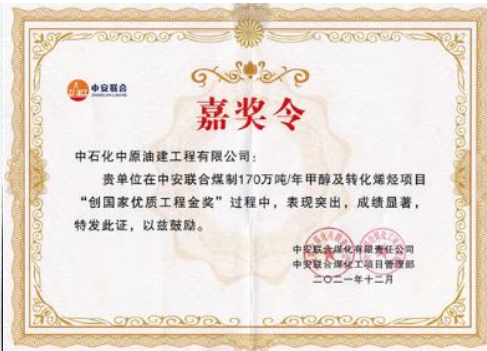 中安联合
ZHONG AN LIAN HE
嘉奖令
中石化中原油建工程有限公司：
贵单位在中安联合煤制170万吨/年甲醇及转化烯烃项目
“创国家优质工程金奖”过程中，表现突出，成绩显著，
特发此证，以兹鼓励。
中安联合煤化有限责任公司
中安联合煤化工项目管理部
二〇二一年十二月